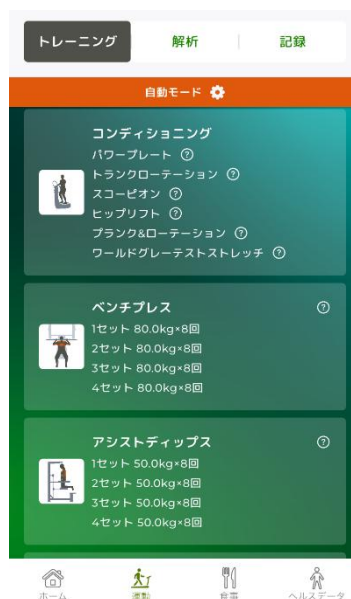 トレーニング
解析
記録
自動モード
コンディショニング
パワープレート ?
トランクローテーション ?
スコーピオン ?
ヒップリフト ?
プランク&ローテーション ?
ワールドグレーテストストレッチ ?
ベンチプレス ?
1セット 80.0kg×8回
2セット 80.0kg×8回
3セット 80.0kg×8回
4セット 80.0kg×8回
アシストディップス ?
1セット 50.0kg×8回
2セット 50.0kg×8回
3セット 50.0kg×8回
4セット 50.0kg×8回
ホーム
運動
食事
ヘルスデータ